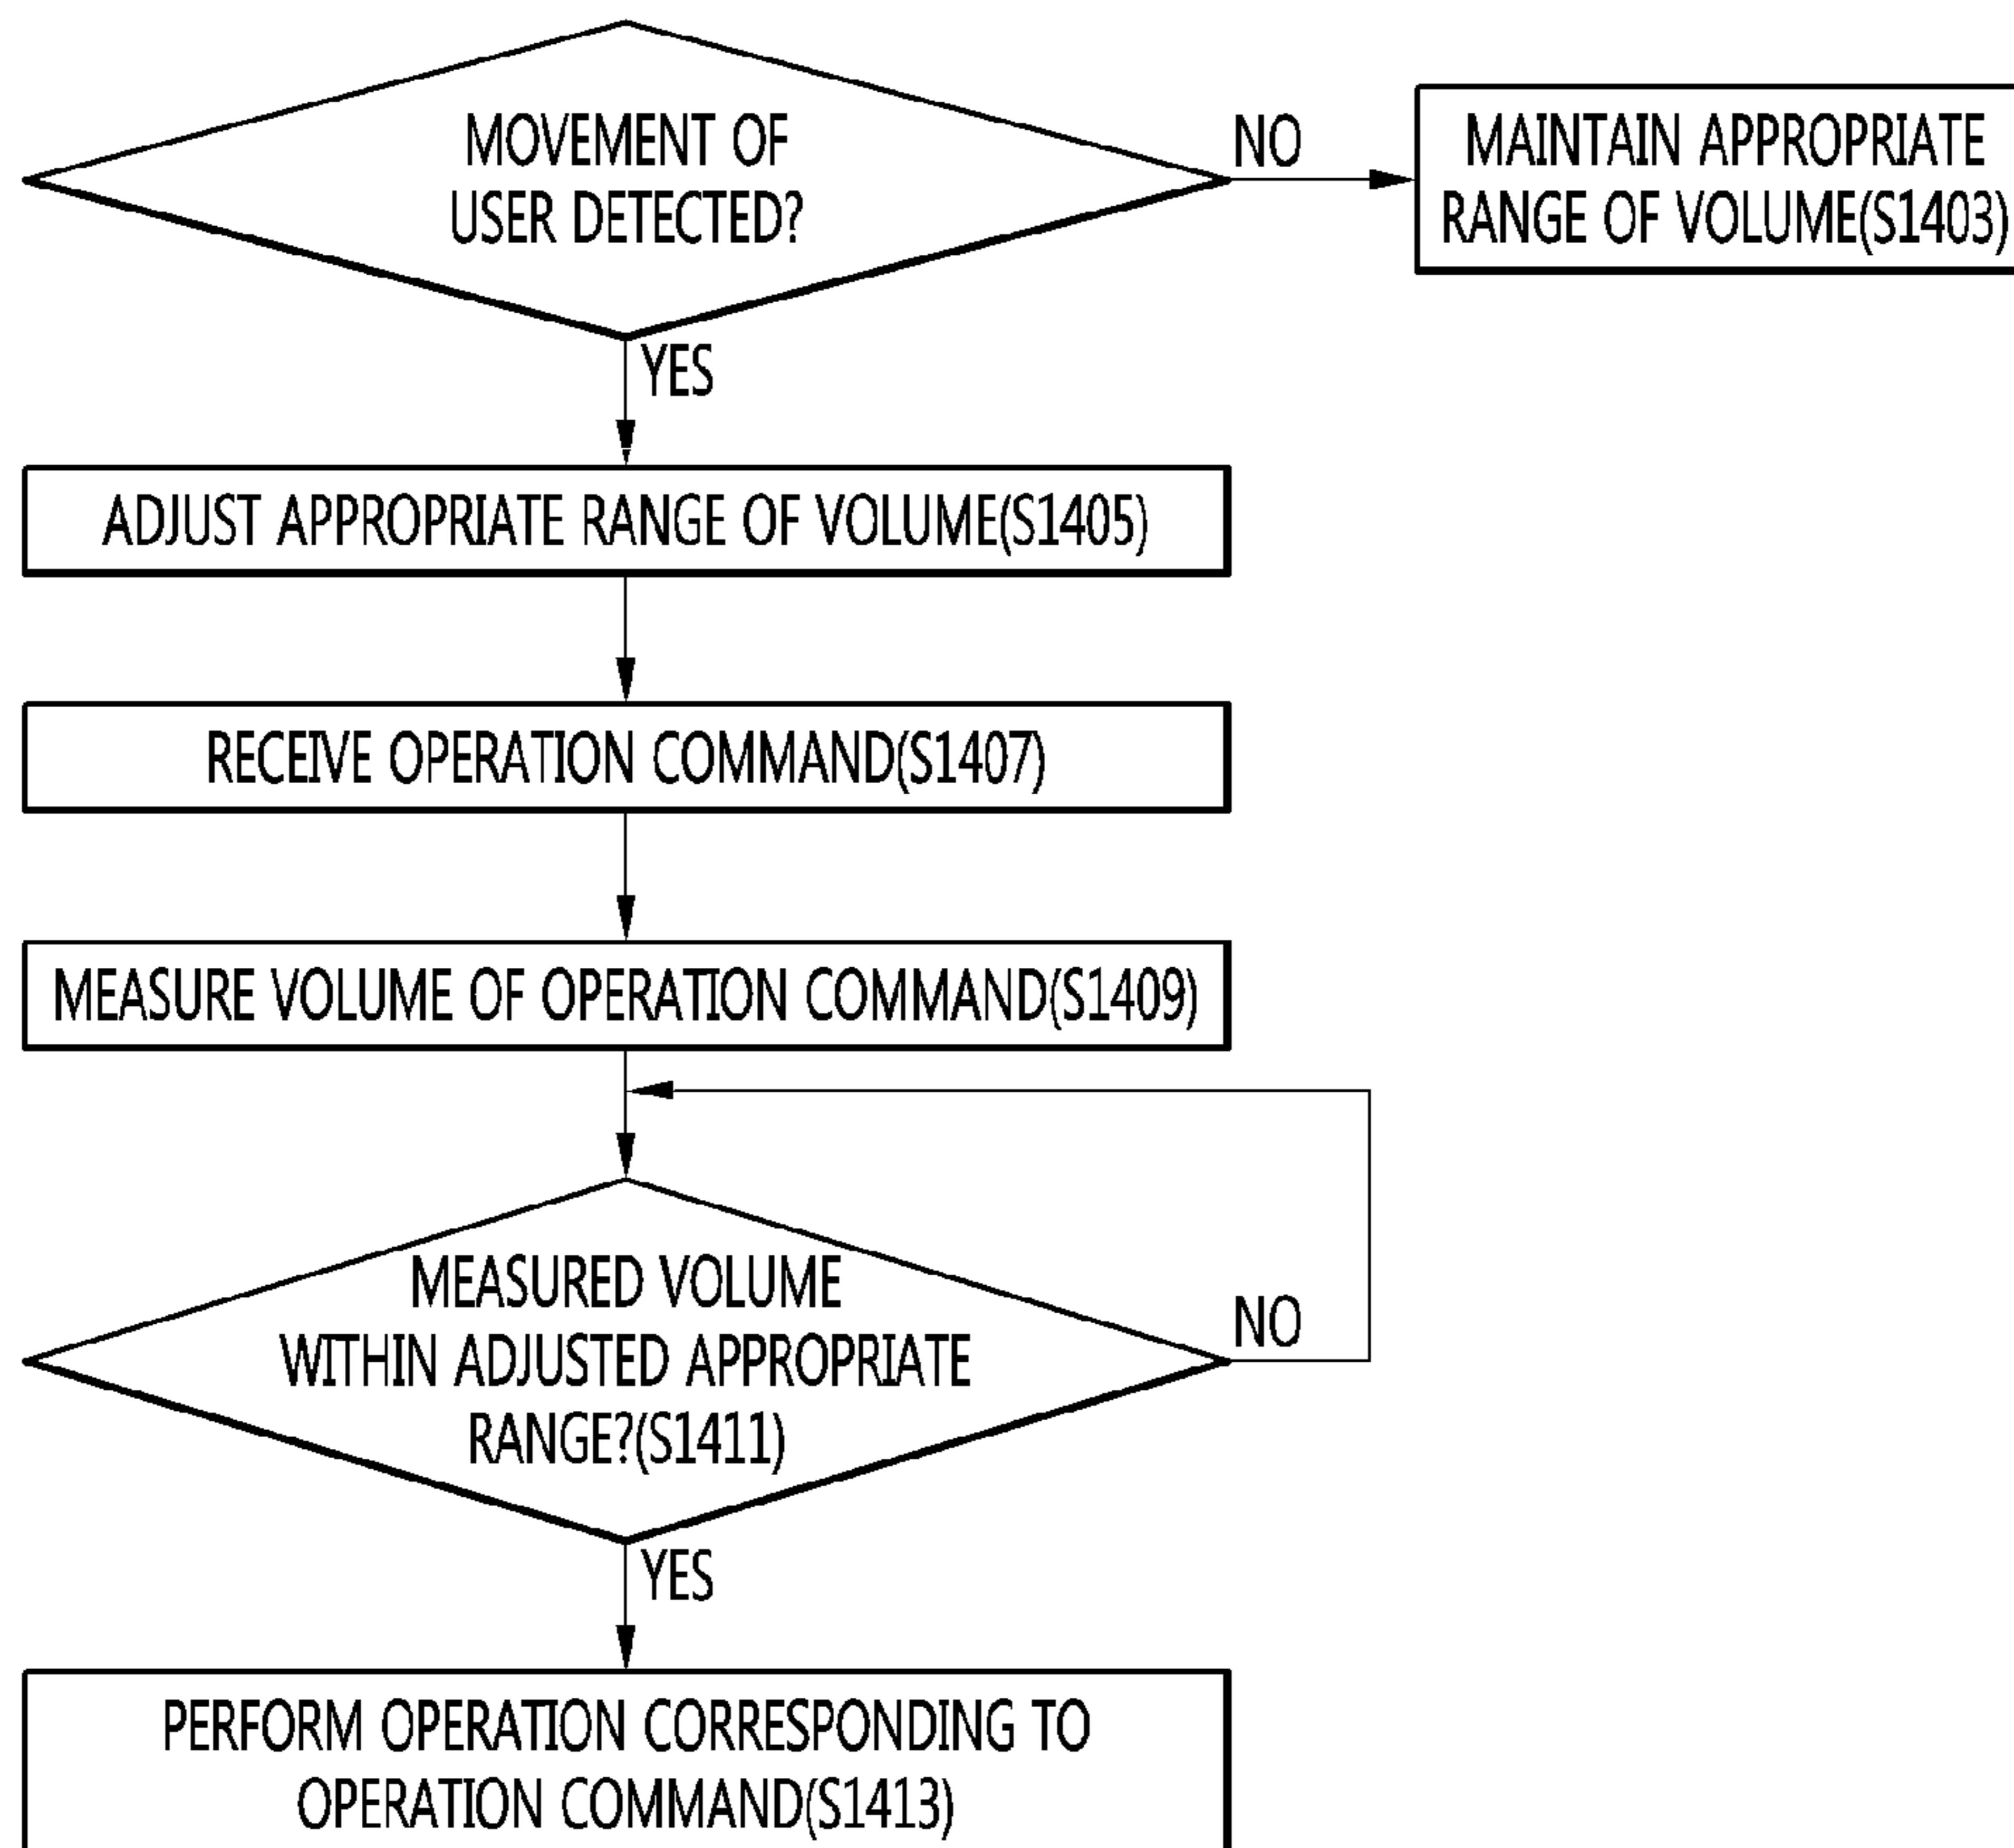 MOVEMENT OF
USER DETECTED?
NO
MAINTAIN APPROPRIATE
RANGE OF VOLUME(S1403)
YES
ADJUST APPROPRIATE RANGE OF VOLUME(S1405)
RECEIVE OPERATION COMMAND(S1407)
MEASURE VOLUME OF OPERATION COMMAND(S1409)
MEASURED VOLUME
WITHIN ADJUSTED APPROPRIATE
RANGE?(S1411)
NO
YES
PERFORM OPERATION CORRESPONDING TO
OPERATION COMMAND(S1413)